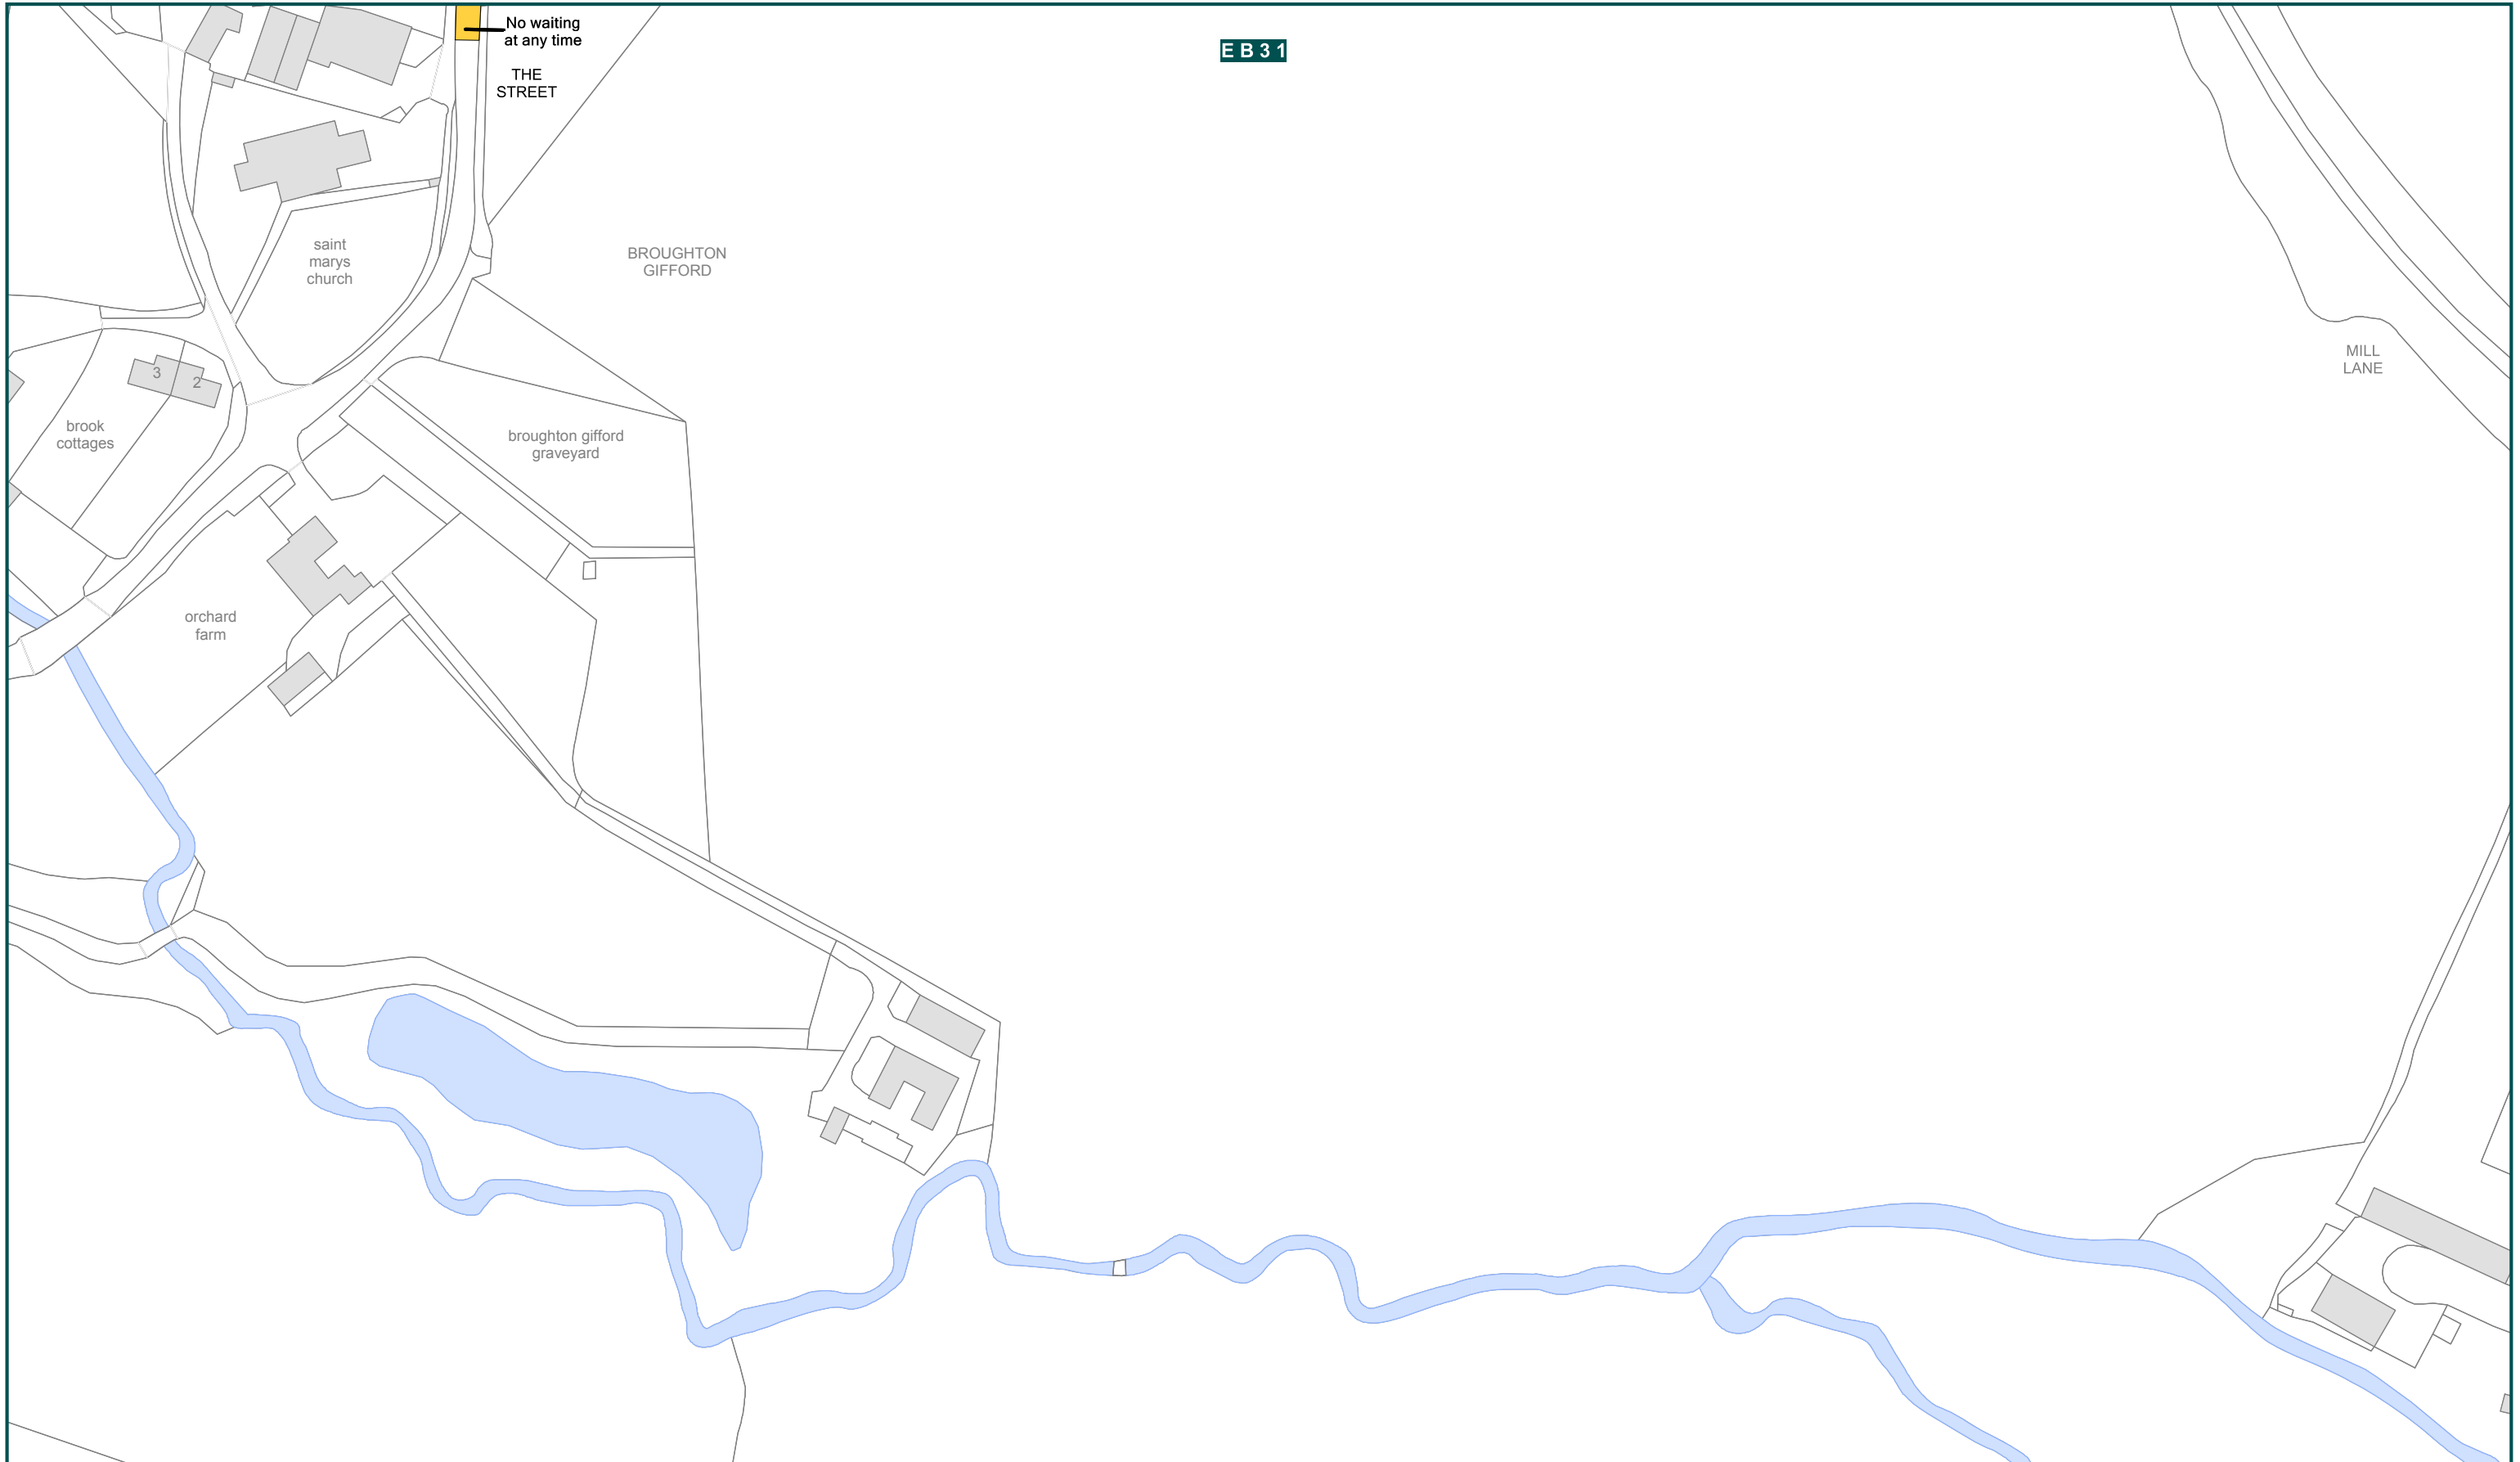 No waiting
at any time
E B 3 1
THE
STREET
saint
marys
church
BROUGHTON
GIFFORD
MILL
LANE
3
2
brook
cottages
broughton gifford
graveyard
orchard
farm